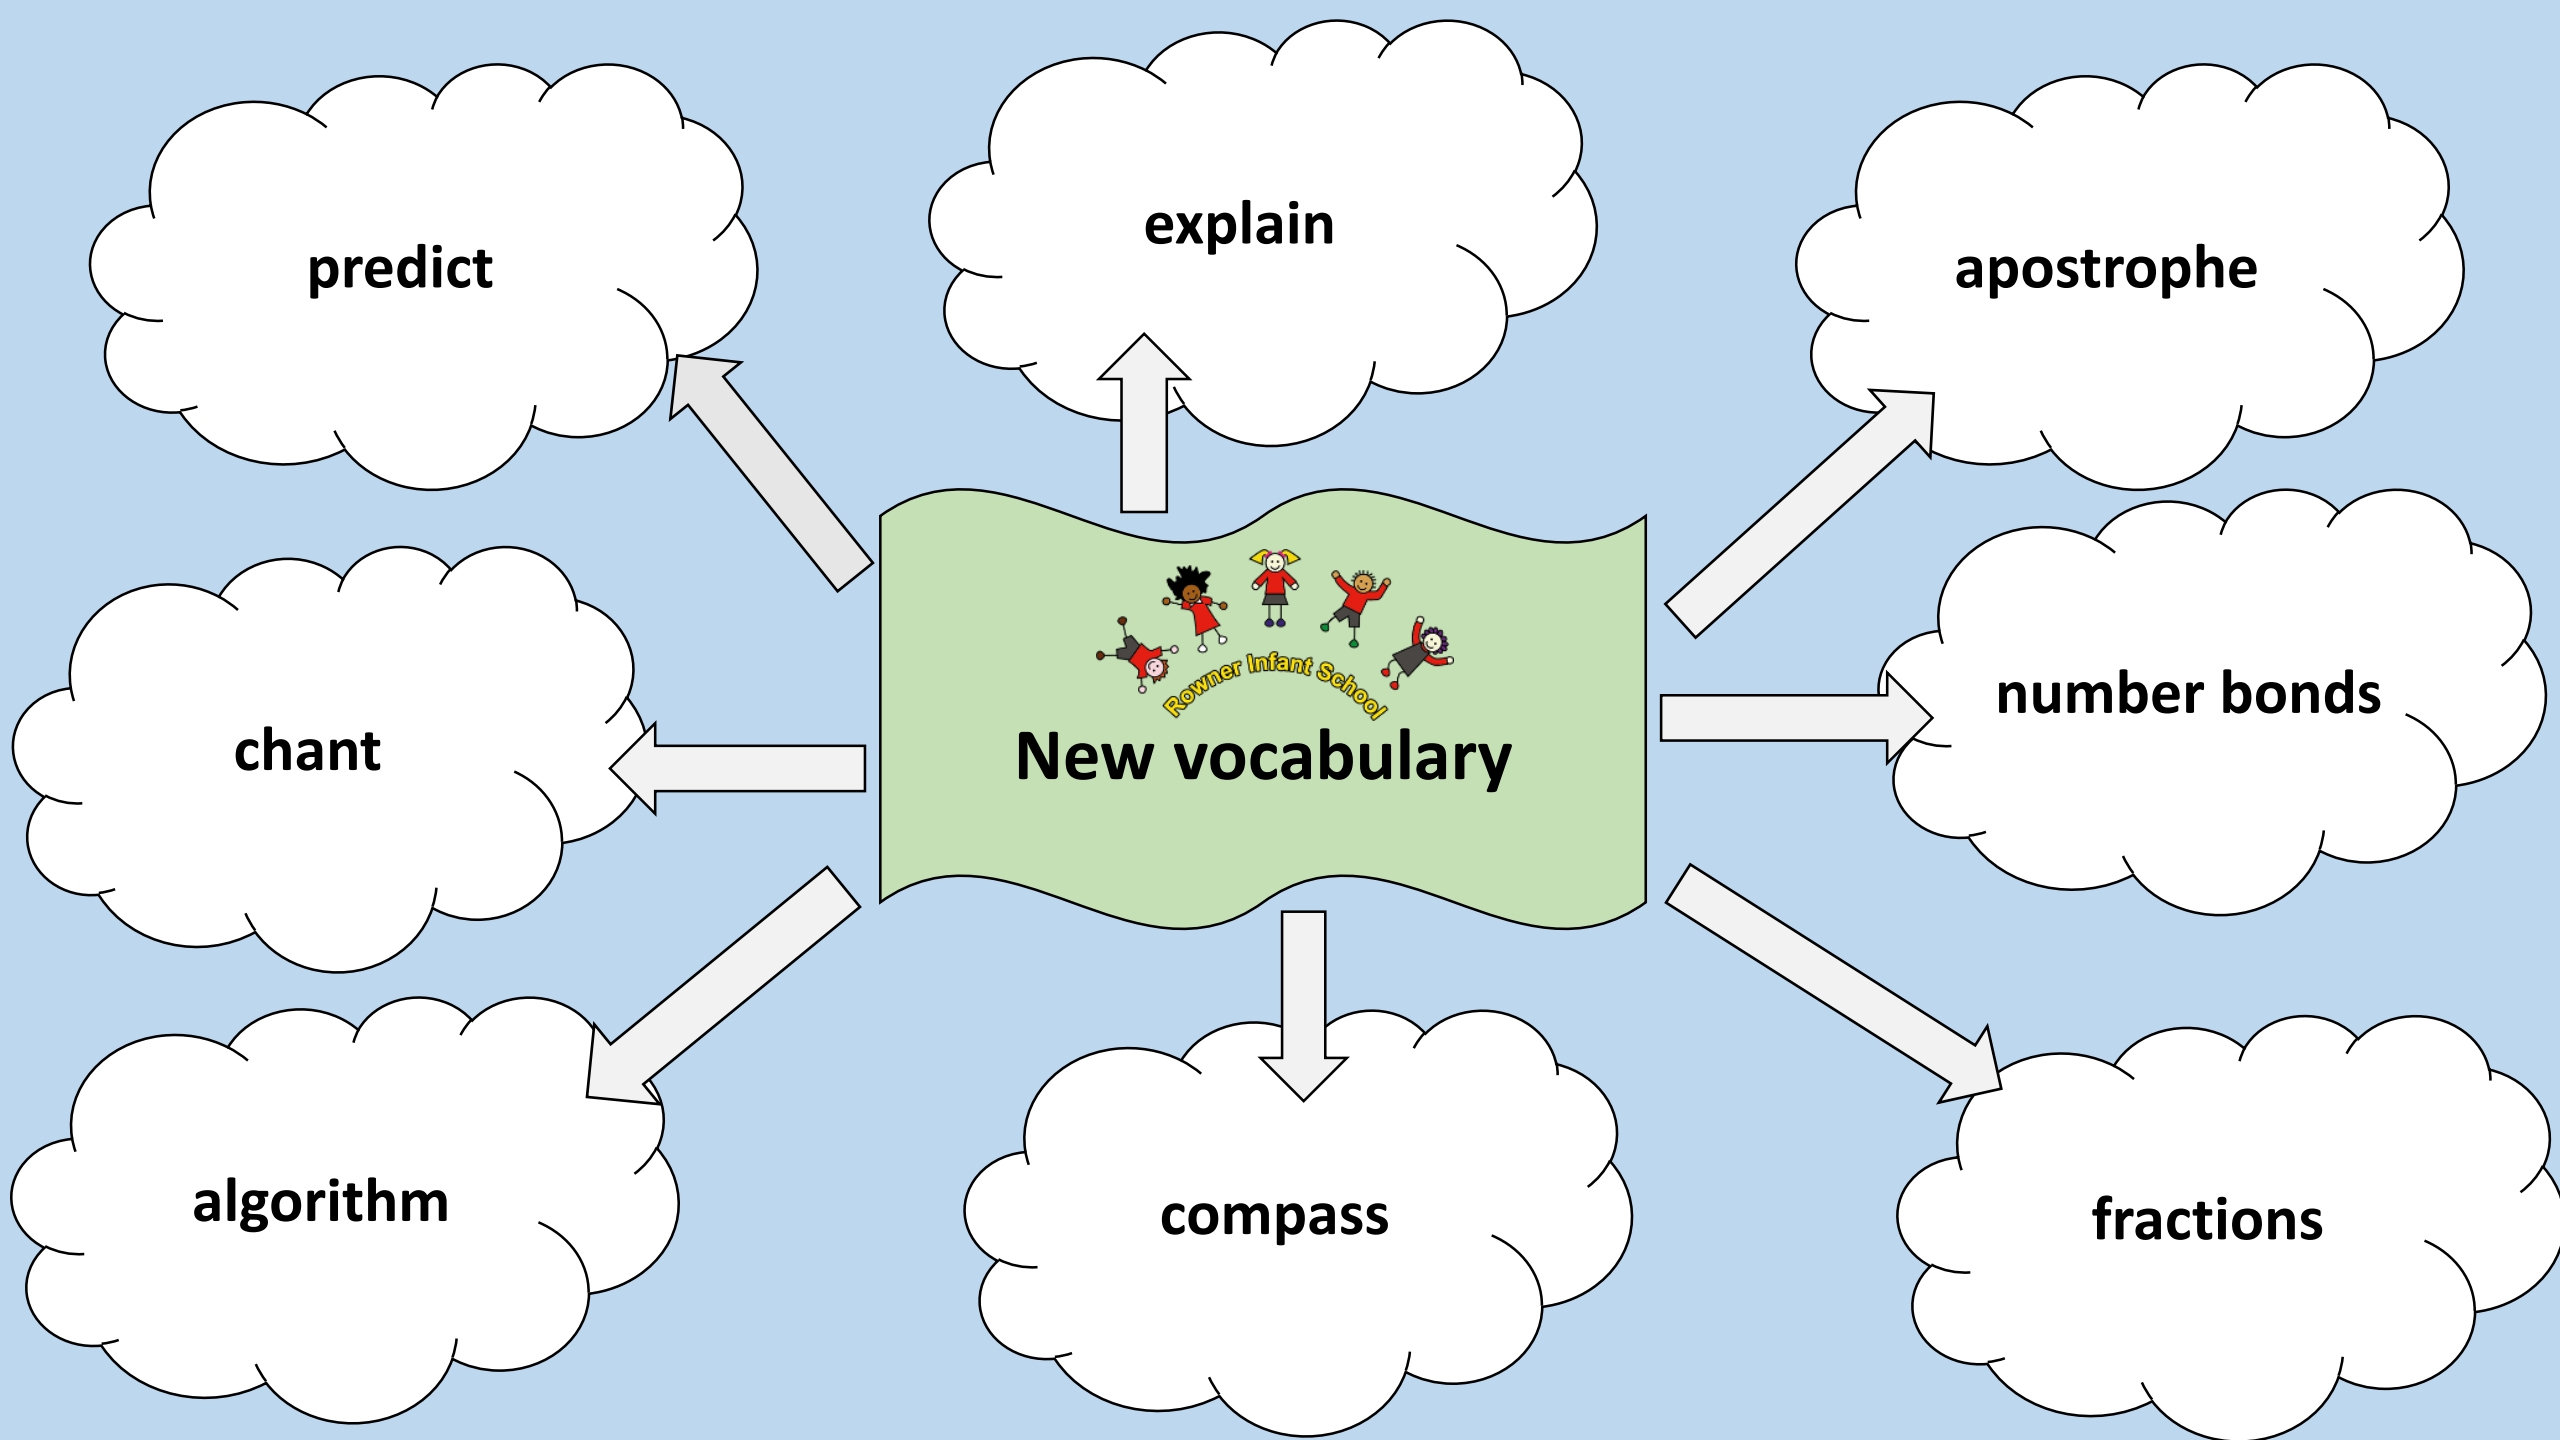 predict
explain
apostrophe
chant
Rowner Infant School
New vocabulary
number bonds
algorithm
compass
fractions